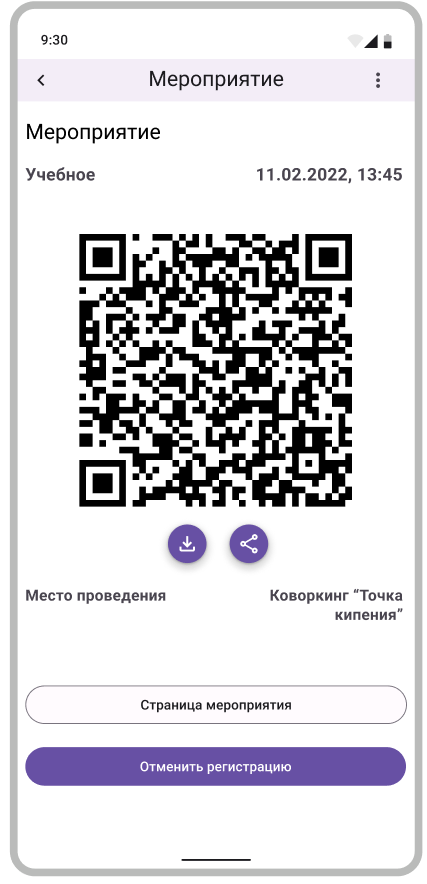 9:30
Мероприятие
Мероприятие
Учебное 11.02.2022, 13:45
Место проведения Коворкинг “Точка
кипения”
Страница мероприятия
Отменить регистрацию